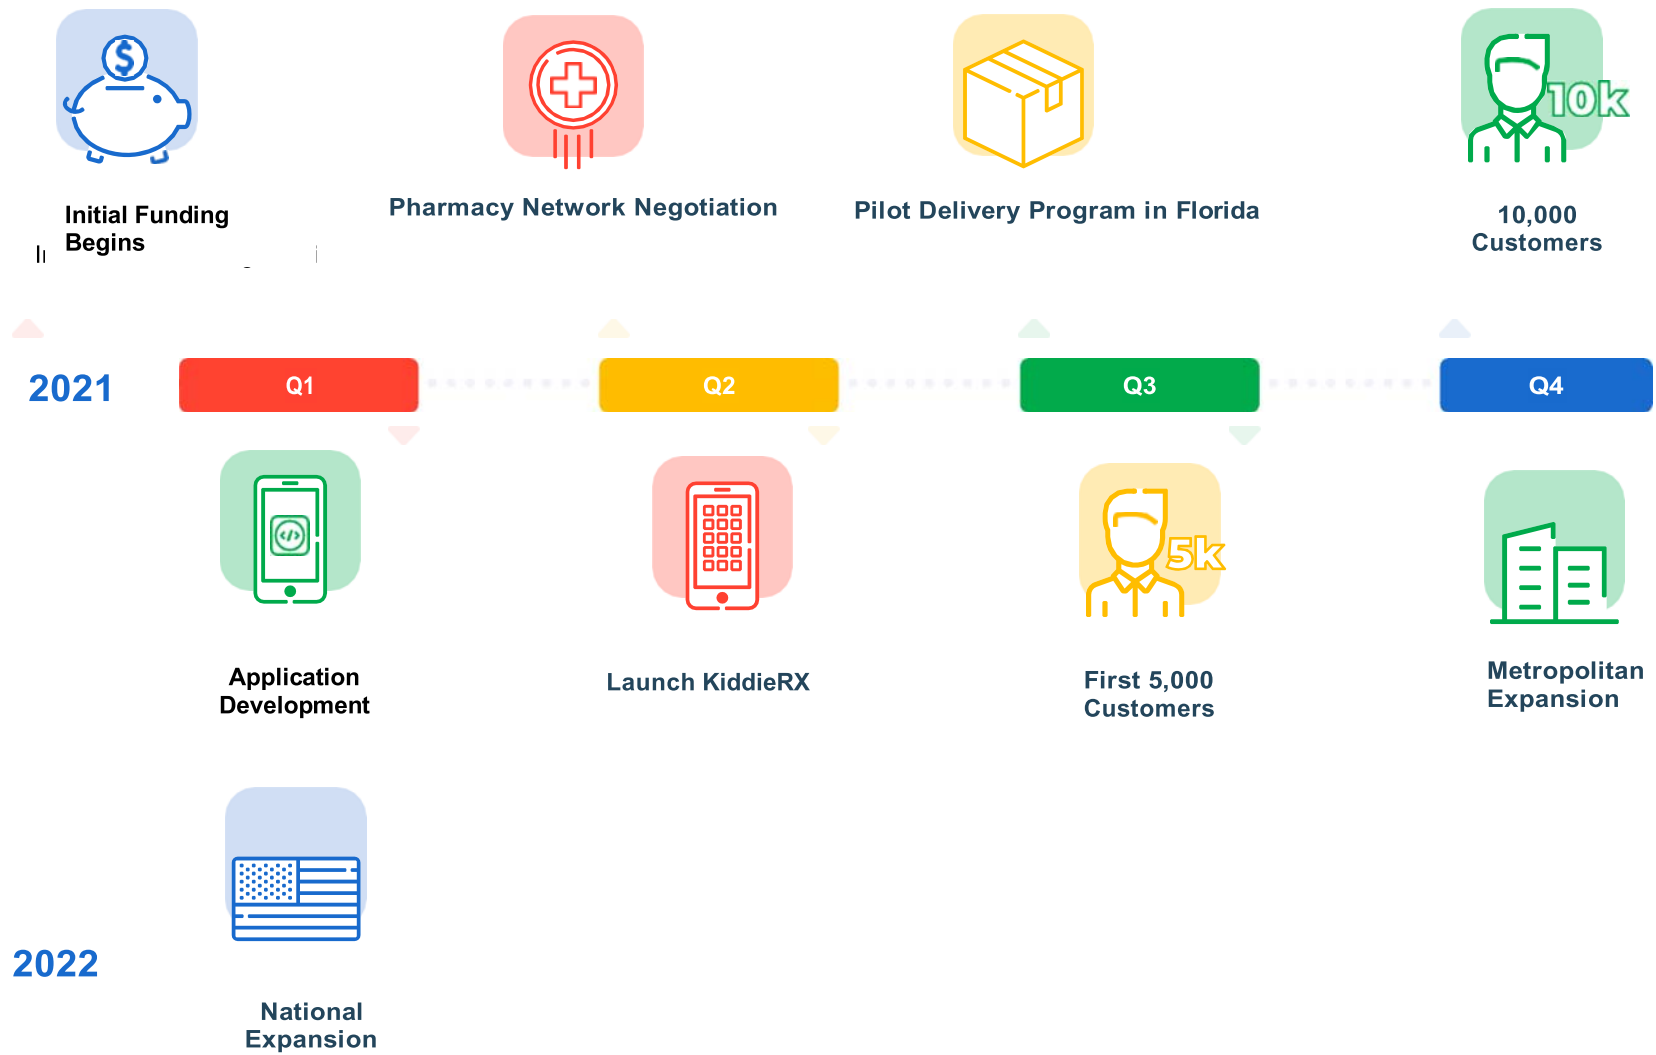 $
10k
Initial Funding
Begins
Pharmacy Network Negotiation
Pilot Delivery Program in Florida
10,000
Customers
2021
Q1
Q2
Q3
Q4
</>
5k
Application
Development
Launch KiddieRX
First 5,000
Customers
Metropolitan
Expansion
2022
National
Expansion